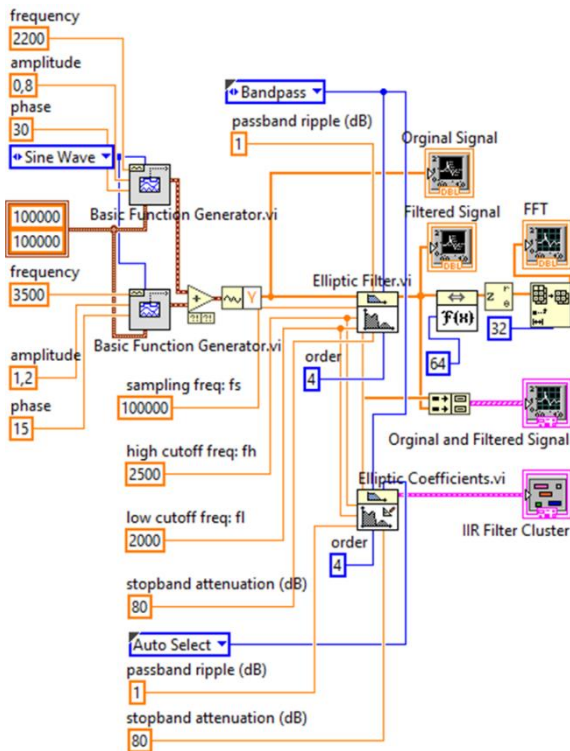 frequency
2200
amplitude
0,8
phase
30
Sine Wave
100000
100000
Basic Function Generator.vi
frequency
3500
Basic Function Generator.vi
amplitude
1,2
phase
15
Bandpass
passband ripple (dB)
1
Orginal Signal
DBL
Filtered Signal
DBL
FFT
DBL
Elliptic Filter.vi
Y
F(x)
z
r
θ
64
32
order
4
sampling freq: fs
100000
high cutoff freq: fh
2500
low cutoff freq: fl
2000
Orginal and Filtered Signal
Elliptic Coefficients.vi
IIR Filter Cluster
order
4
stopband attenuation (dB)
80
Auto Select
passband ripple (dB)
1
stopband attenuation (dB)
80